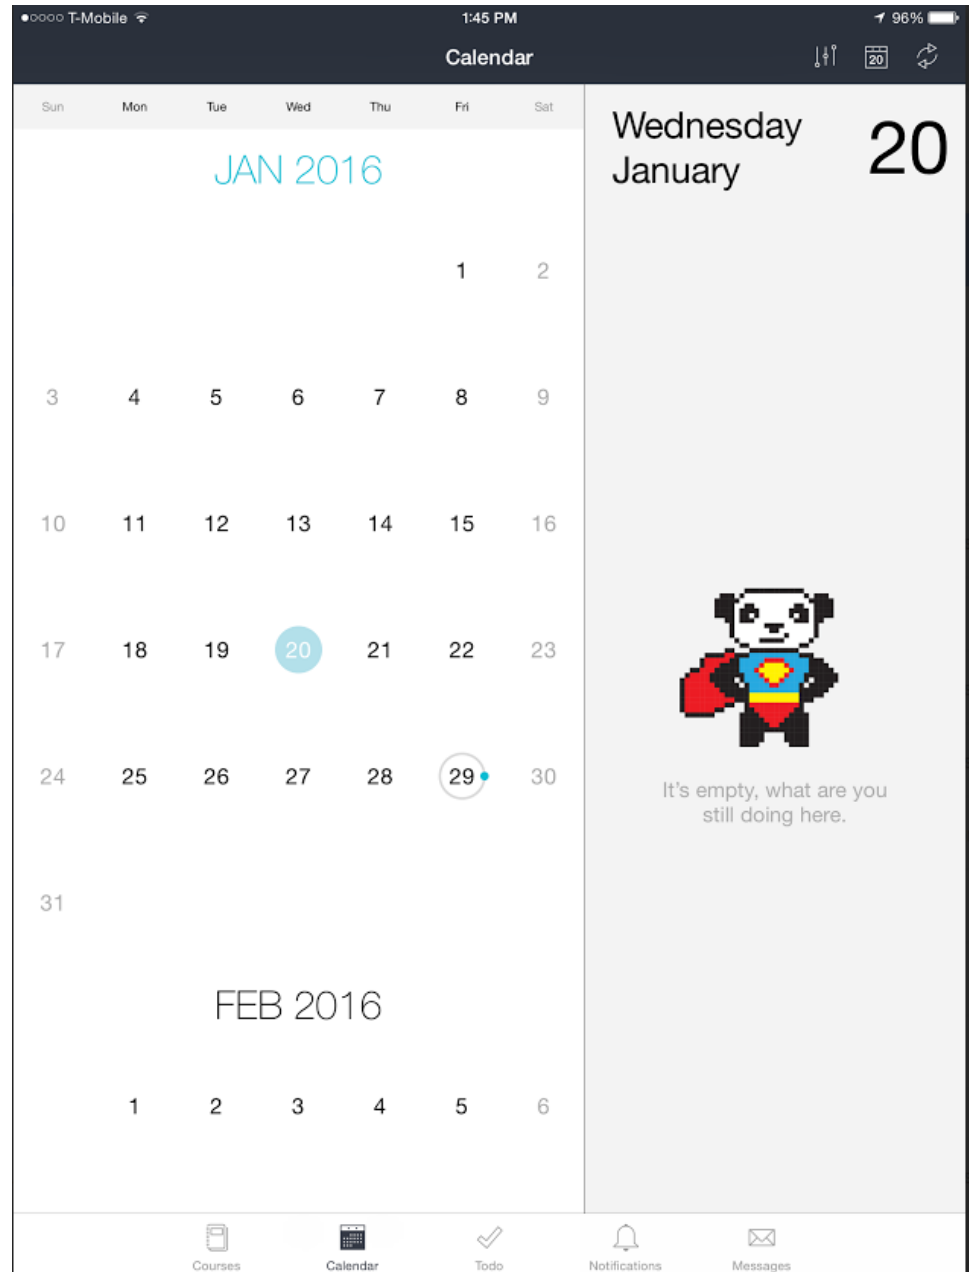 T-Mobile 1:45 PM 96%
Calendar 20
Sun Mon Tue Wed Thu Fri Sat
JAN 2016
1 2
3 4 5 6 7 8 9
10 11 12 13 14 15 16
17 18 19 20 21 22 23
24 25 26 27 28 29 30
31
FEB 2016
1 2 3 4 5 6
Wednesday
January
20
It's empty, what are you
still doing here.
Courses Calendar Todo Notifications Messages